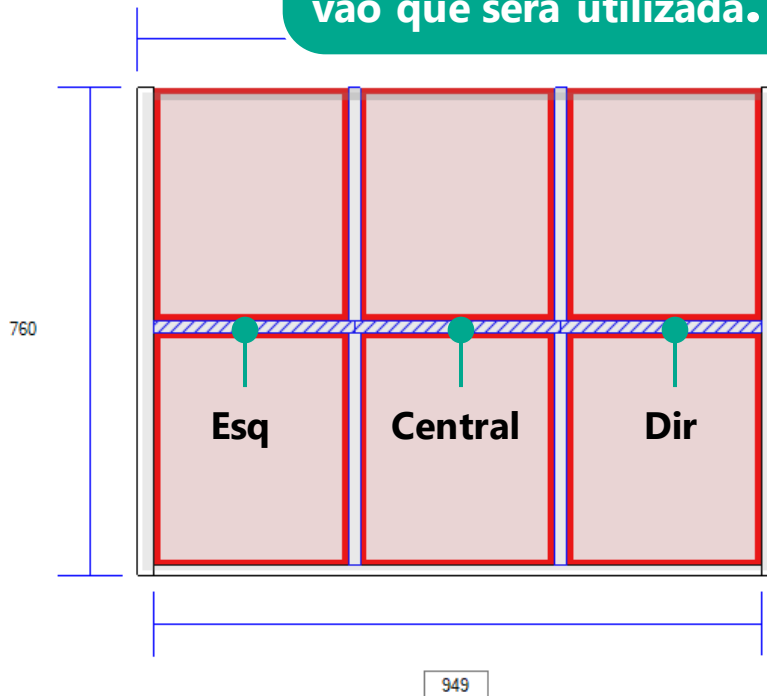 vão que será utilizada.
760
Esq
Central
Dir
949